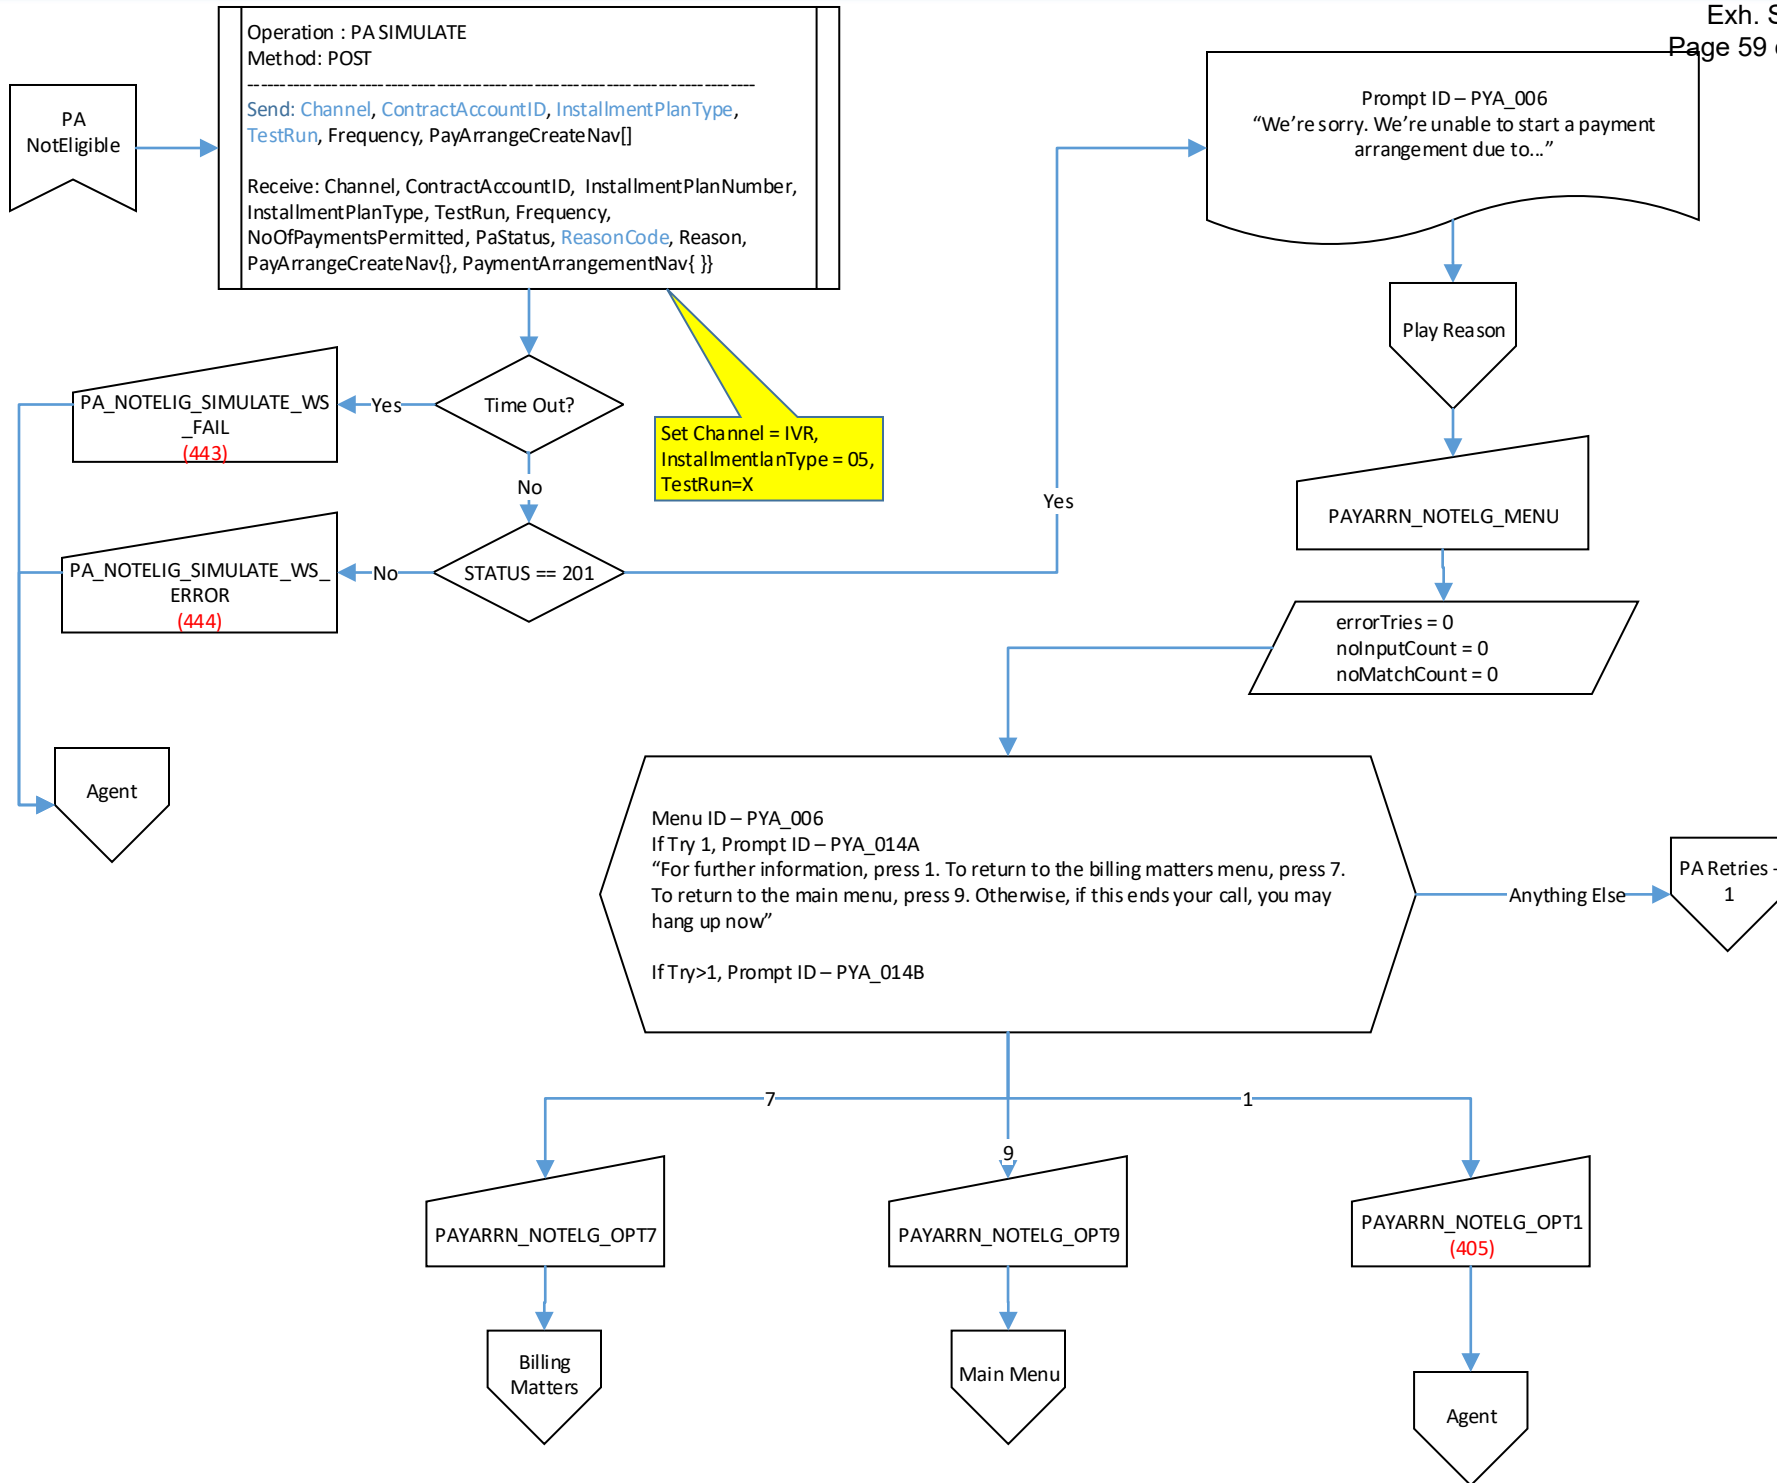 Exh. S
Page 59
PA
NotEligible
Operation : PA SIMULATE
Method: POST
--------------------------------------------------------------------------------
Send: Channel, ContractAccountID, InstallmentPlanType,
TestRun, Frequency, PayArrangeCreateNav[]
Receive: Channel, ContractAccountID, InstallmentPlanNumber,
InstallmentPlanType, TestRun, Frequency,
NoOfPaymentsPermitted, PaStatus, ReasonCode, Reason,
PayArrangeCreateNav{}, PaymentArrangementNav{ }}
Prompt ID – PYA_006
“We’re sorry. We’re unable to start a payment
arrangement due to...”
Play Reason
PA_NOTELIG_SIMULATE_WS
_FAIL
(443)
Yes
Time Out?
Set Channel = IVR,
InstallmentlanType = 05,
TestRun=X
No
Yes
PAYARRN_NOTELG_MENU
PA_NOTELIG_SIMULATE_WS_
ERROR
(444)
No
STATUS == 201
errorTries = 0
noInputCount = 0
noMatchCount = 0
Agent
Menu ID – PYA_006
If Try 1, Prompt ID – PYA_014A
“For further information, press 1. To return to the billing matters menu, press 7.
To return to the main menu, press 9. Otherwise, if this ends your call, you may
hang up now”
If Try>1, Prompt ID – PYA_014B
Anything Else
PA Retries -
1
7
1
9
PAYARRN_NOTELG_OPT7
PAYARRN_NOTELG_OPT9
PAYARRN_NOTELG_OPT1
(405)
Billing
Matters
Main Menu
Agent